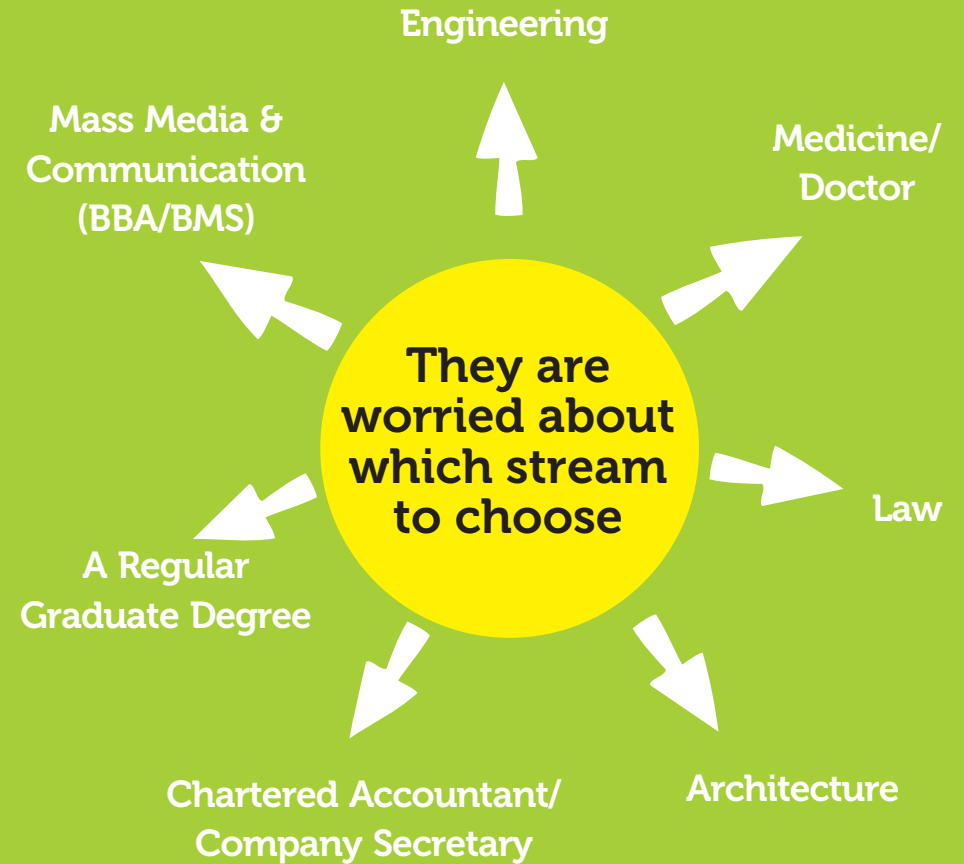 Engineering
Mass Media &
Communication
(BBA/BMS)
Medicine/
Doctor
They are
worried about
which stream
to choose
Law
A Regular
Graduate Degree
Chartered Accountant/
Company Secretary
Architecture